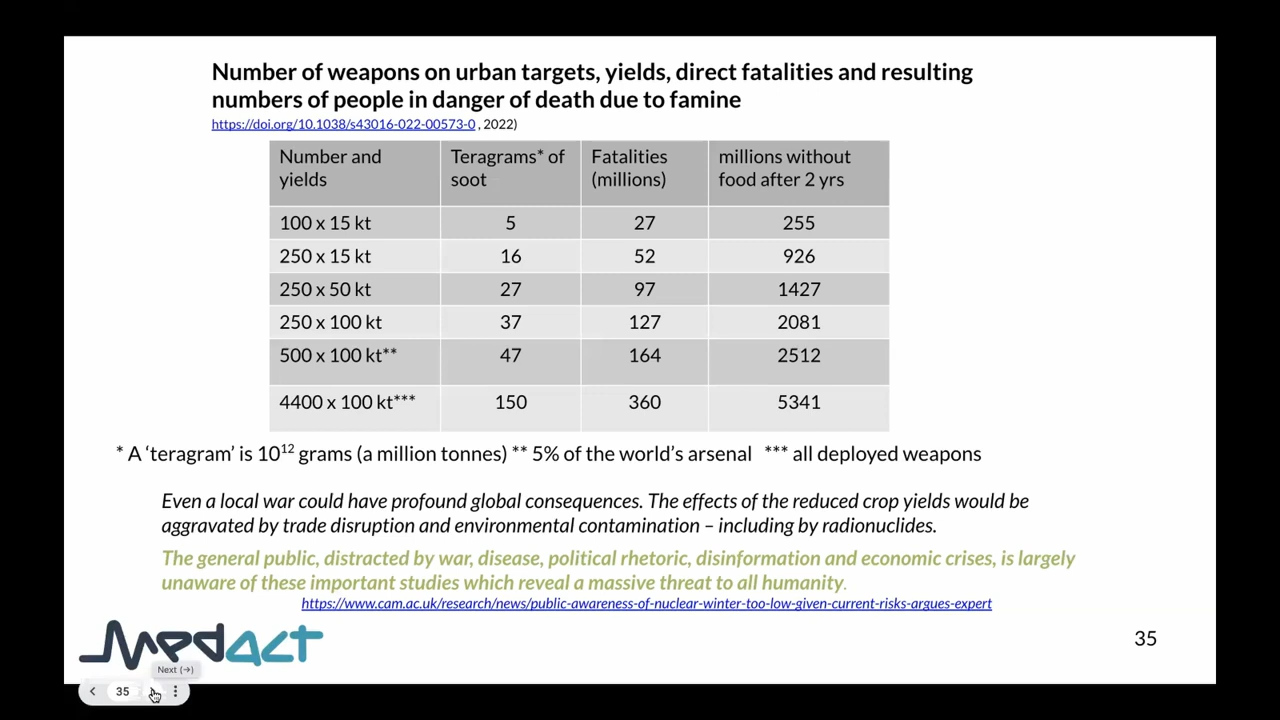 Number of weapons on urban targets, yields, direct fatalities and resulting
numbers of people in danger of death due to famine
https://doi.org/10.1038/s43016-022-00573-0 , 2022)
Number and yields | Teragrams* of soot | Fatalities (millions) | millions without food after 2 yrs
100 x 15 kt | 5 | 27 | 255
250 x 15 kt | 16 | 52 | 926
250 x 50 kt | 27 | 97 | 1427
250 x 100 kt | 37 | 127 | 2081
500 x 100 kt** | 47 | 164 | 2512
4400 x 100 kt*** | 150 | 360 | 5341
* A ‘teragram’ is 10¹² grams (a million tonnes) ** 5% of the world’s arsenal *** all deployed weapons
Even a local war could have profound global consequences. The effects of the reduced crop yields would be
aggravated by trade disruption and environmental contamination – including by radionuclides.
The general public, distracted by war, disease, political rhetoric, disinformation and economic crises, is largely
unaware of these important studies which reveal a massive threat to all humanity.
https://www.cam.ac.uk/research/news/public-awareness-of-nuclear-winter-too-low-given-current-risks-argues-expert
Medact
35
Next (→)
35